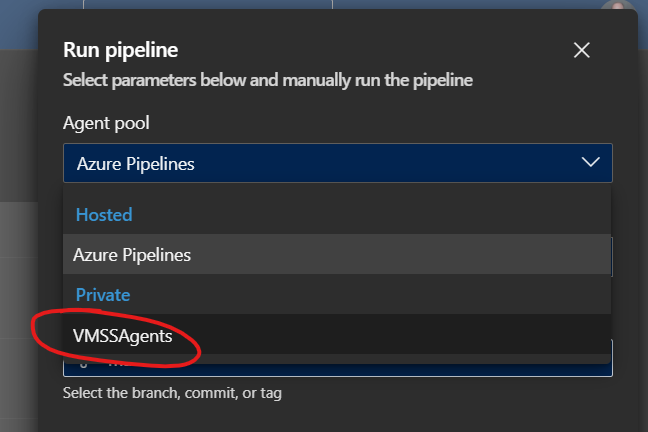 Run pipeline
Select parameters below and manually run the pipeline
Agent pool
Azure Pipelines
Hosted
Azure Pipelines
Private
VMSSAgents
Select the branch, commit, or tag